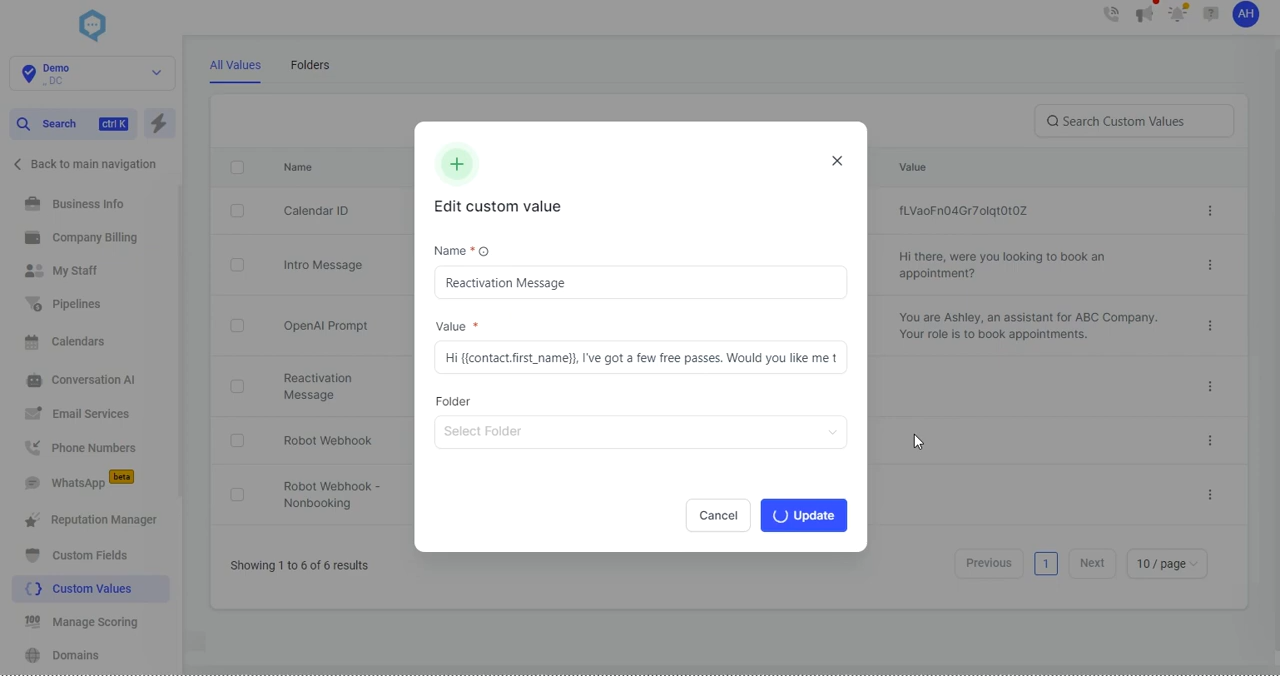 AH
Demo
_ DC
All Values
Folders
Search
ctrl K
Search Custom Values
Back to main navigation
Name
Value
Business Info
Company Billing
My Staff
Pipelines
Calendars
Conversation AI
Email Services
Phone Numbers
WhatsApp
beta
Reputation Manager
Custom Fields
Custom Values
100
Manage Scoring
Domains
Calendar ID
fLVaoFn04Gr7olqt0t0Z
Intro Message
Hi there, were you looking to book an
appointment?
OpenAI Prompt
You are Ashley, an assistant for ABC Company.
Your role is to book appointments.
Reactivation
Message
Robot Webhook
Robot Webhook -
Nonbooking
Edit custom value
Name *
Reactivation Message
Value *
Hi {{contact.first_name}}, I've got a few free passes. Would you like me t
Folder
Select Folder
Cancel
Update
Showing 1 to 6 of 6 results
Previous
1
Next
10 / page